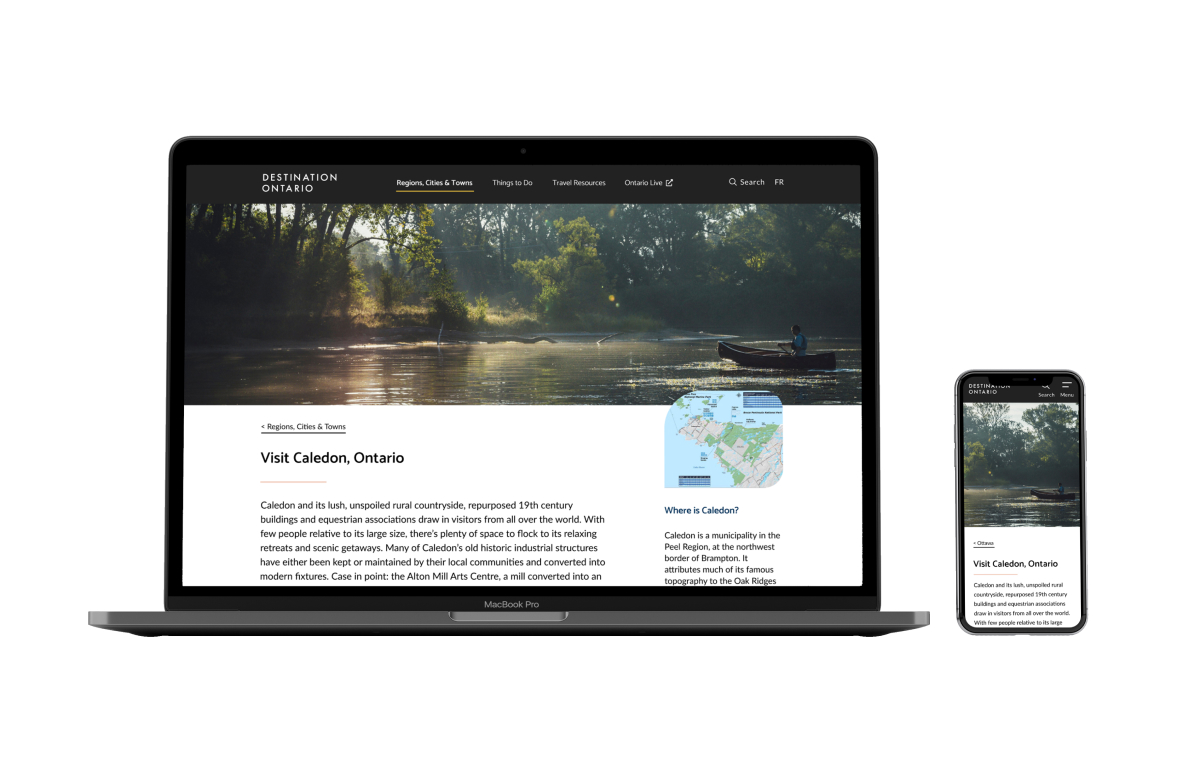 DESTINATION
ONTARIO
Regions, Cities & Towns
Things to Do
Travel Resources
Ontario Live
Search
FR
< Regions, Cities & Towns
Visit Caledon, Ontario
Caledon and its lush, unspoiled rural countryside, repurposed 19th century
buildings and equestrian associations draw in visitors from all over the world. With
few people relative to its large size, there's plenty of space to flock to its relaxing
retreats and scenic getaways. Many of Caledon's old historic industrial structures
have either been kept or maintained by their local communities and converted into
modern fixtures. Case in point: the Alton Mill Arts Centre, a mill converted into an
Where is Caledon?
Caledon is a municipality in the
Peel Region, at the northwest
border of Brampton. It
attributes much of its famous
topography to the Oak Ridges
MacBook Pro
DESTINATION
ONTARIO
Search
Menu
< Ottawa
Visit Caledon, Ontario
Caledon and its lush, unspoiled rural
countryside, repurposed 19th century
buildings and equestrian associations
draw in visitors from all over the world.
With few people relative to its large